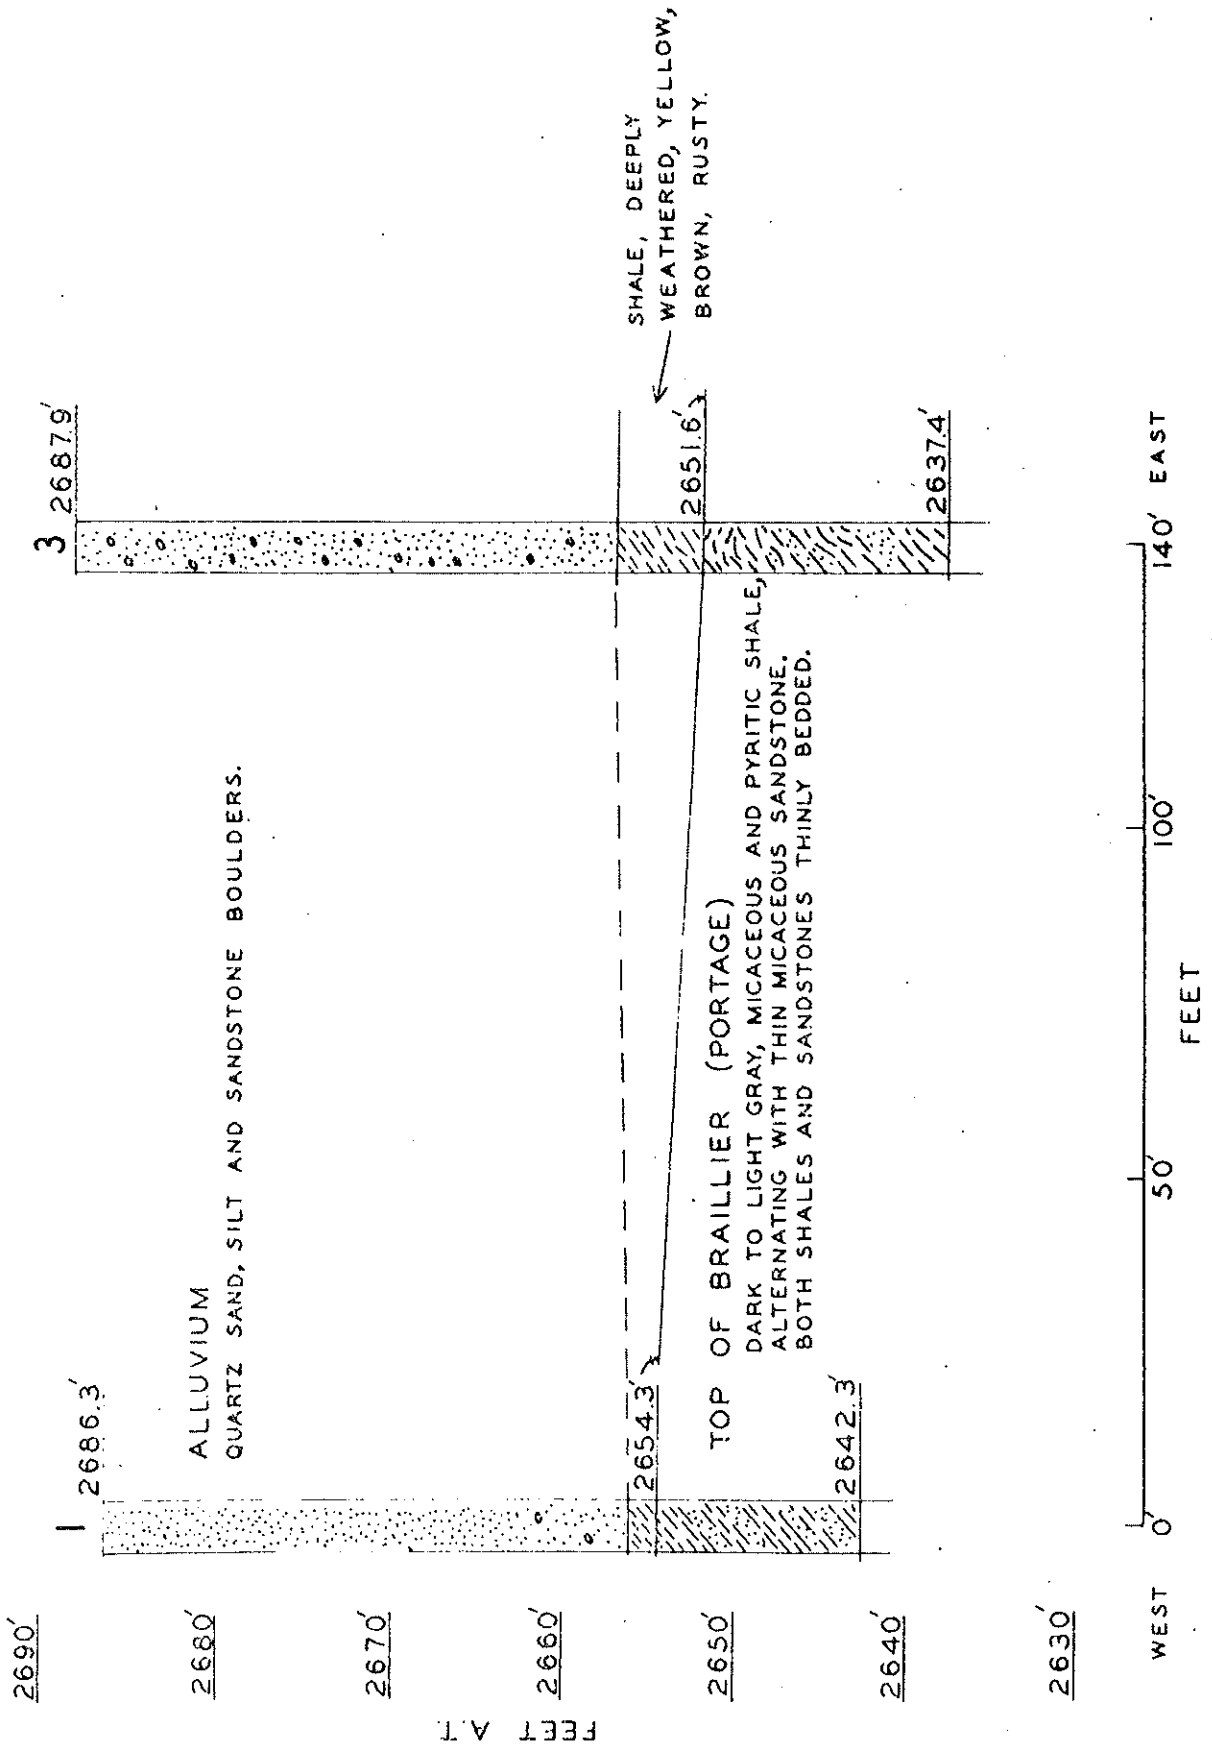 1
3
2686.3'
2687.9'
ALLUVIUM
QUARTZ SAND, SILT AND SANDSTONE BOULDERS.
SHALE, DEEPLY
WEATHERED, YELLOW,
BROWN, RUSTY.
2654.3'
2651.6'
TOP OF BRAILLIER (PORTAGE)
DARK TO LIGHT GRAY, MICACEOUS AND PYRITIC SHALE,
ALTERNATING WITH THIN MICACEOUS SANDSTONE.
BOTH SHALES AND SANDSTONES THINLY BEDDED.
2642.3'
2637.4'
2690'
2680'
2670'
2660'
2650'
2640'
2630'
FEET A.T.
WEST
0'
50'
100'
140'
EAST
FEET